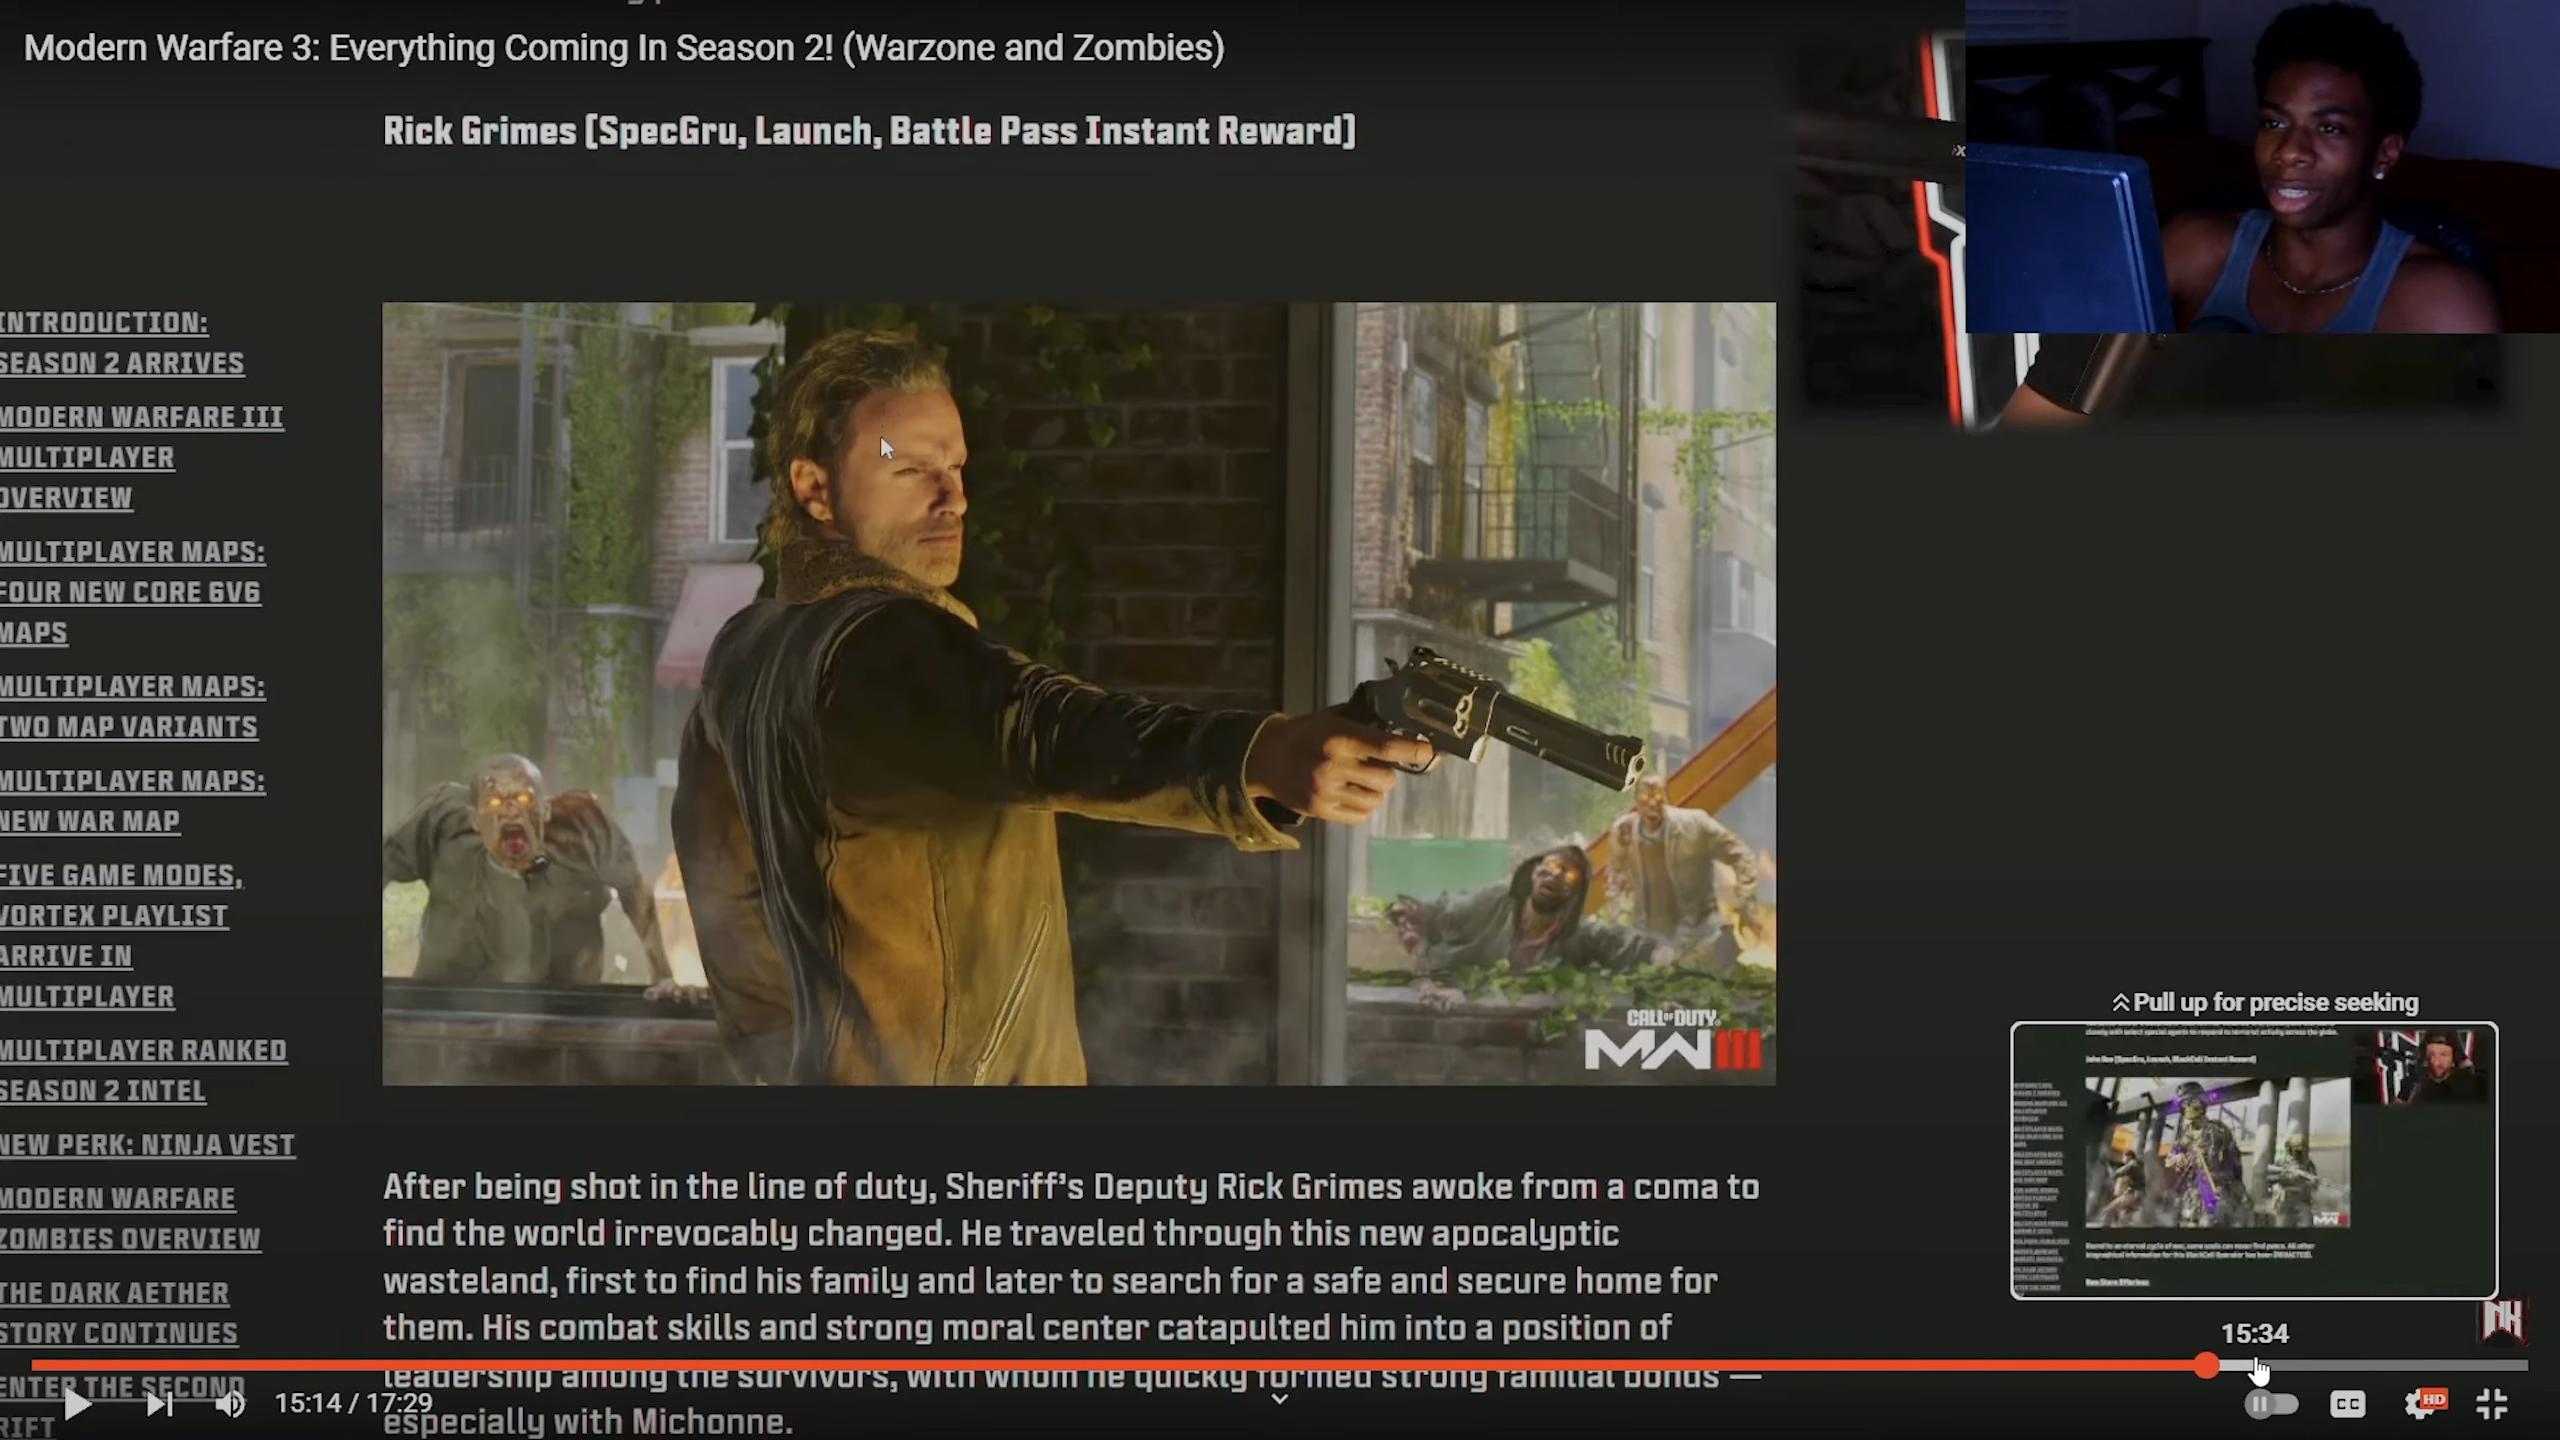 Modern Warfare 3: Everything Coming In Season 2! (Warzone and Zombies)
Rick Grimes [SpecGru, Launch, Battle Pass Instant Reward]
INTRODUCTION:
SEASON 2 ARRIVES
MODERN WARFARE III
MULTIPLAYER
OVERVIEW
MULTIPLAYER MAPS:
FOUR NEW CORE 6V6
MAPS
MULTIPLAYER MAPS:
TWO MAP VARIANTS
MULTIPLAYER MAPS:
NEW WAR MAP
FIVE GAME MODES,
VORTEX PLAYLIST
ARRIVE IN
MULTIPLAYER
MULTIPLAYER RANKED
SEASON 2 INTEL
NEW PERK: NINJA VEST
MODERN WARFARE
ZOMBIES OVERVIEW
THE DARK AETHER
STORY CONTINUES
ENTER THE SECOND
RIFT
CALL OF DUTY
MW III
After being shot in the line of duty, Sheriff's Deputy Rick Grimes awoke from a coma to
find the world irrevocably changed. He traveled through this new apocalyptic
wasteland, first to find his family and later to search for a safe and secure home for
them. His combat skills and strong moral center catapulted him into a position of
leadership among the survivors, with whom he quickly formed strong familial bonds —
especially with Michonne.
Pull up for precise seeking
15:34
15:14 / 17:29
CC
HD